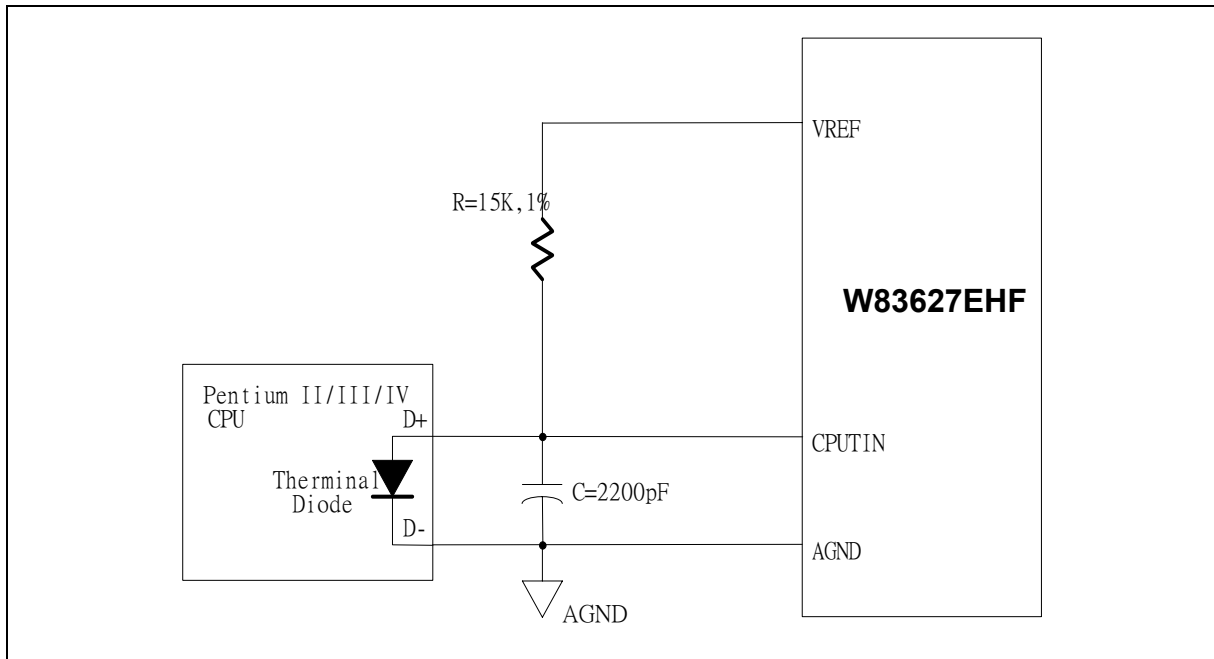 VREF
R=15K,1%
W83627EHF
Pentium II/III/IV
CPU
D+
CPUTIN
Therminal
Diode
C=2200pF
D-
AGND
AGND